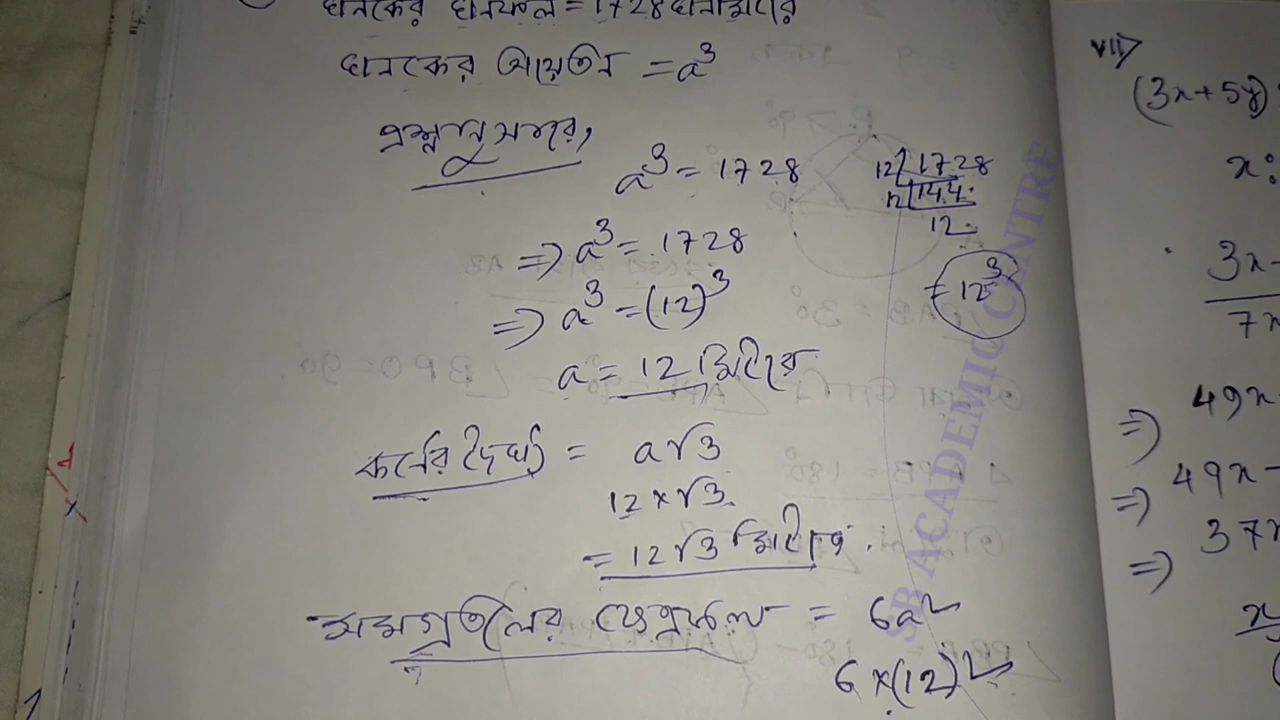 ঘনকের ঘনফল = 1728 ঘনমিটার
ঘনকের আয়তন = a³
প্রশ্নানুসারে,
a³ = 1728
⇒ a³ = 1728
⇒ a³ = (12)³
a = 12 মিটার
কর্ণের দৈর্ঘ্য = a√3
12 × √3
= 12√3 মিটার.
সমগ্রতলের ক্ষেত্রফল = 6a²
6 × (12)²
12 1728
12 144
12
= 12³
SB ACADEMIC CENTRE
vii>
(3x + 5y)
x:
3x -
7x
⇒ 49x
⇒ 49x -
⇒ 37x
x